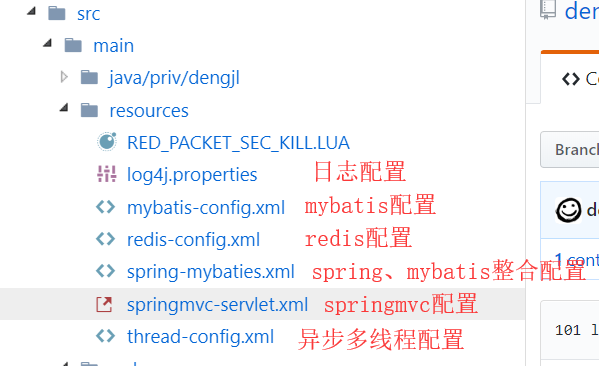 src
main
java/priv/dengjl
resources
RED_PACKET_SEC_KILL.LUA
log4j.properties 日志配置
mybatis-config.xml mybatis配置
redis-config.xml redis配置
spring-mybaties.xml spring、mybatis整合配置
springmvc-servlet.xml springmvc配置
thread-config.xml 异步多线程配置
den
<> C
Branch
d
1 cont
101 l